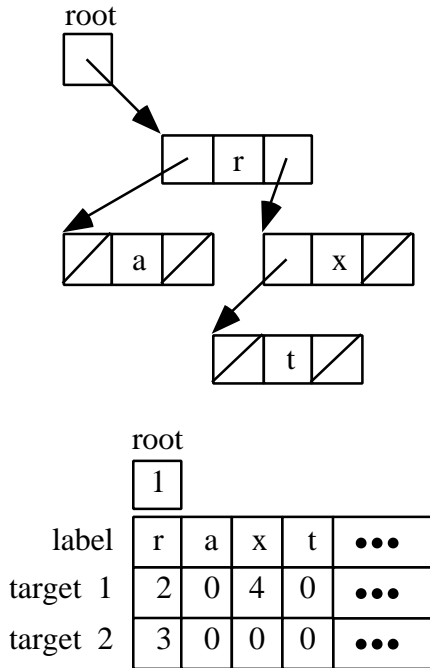 root
r
a
x
t
root
1
label r a x t •••
target 1 2 0 4 0 •••
target 2 3 0 0 0 •••